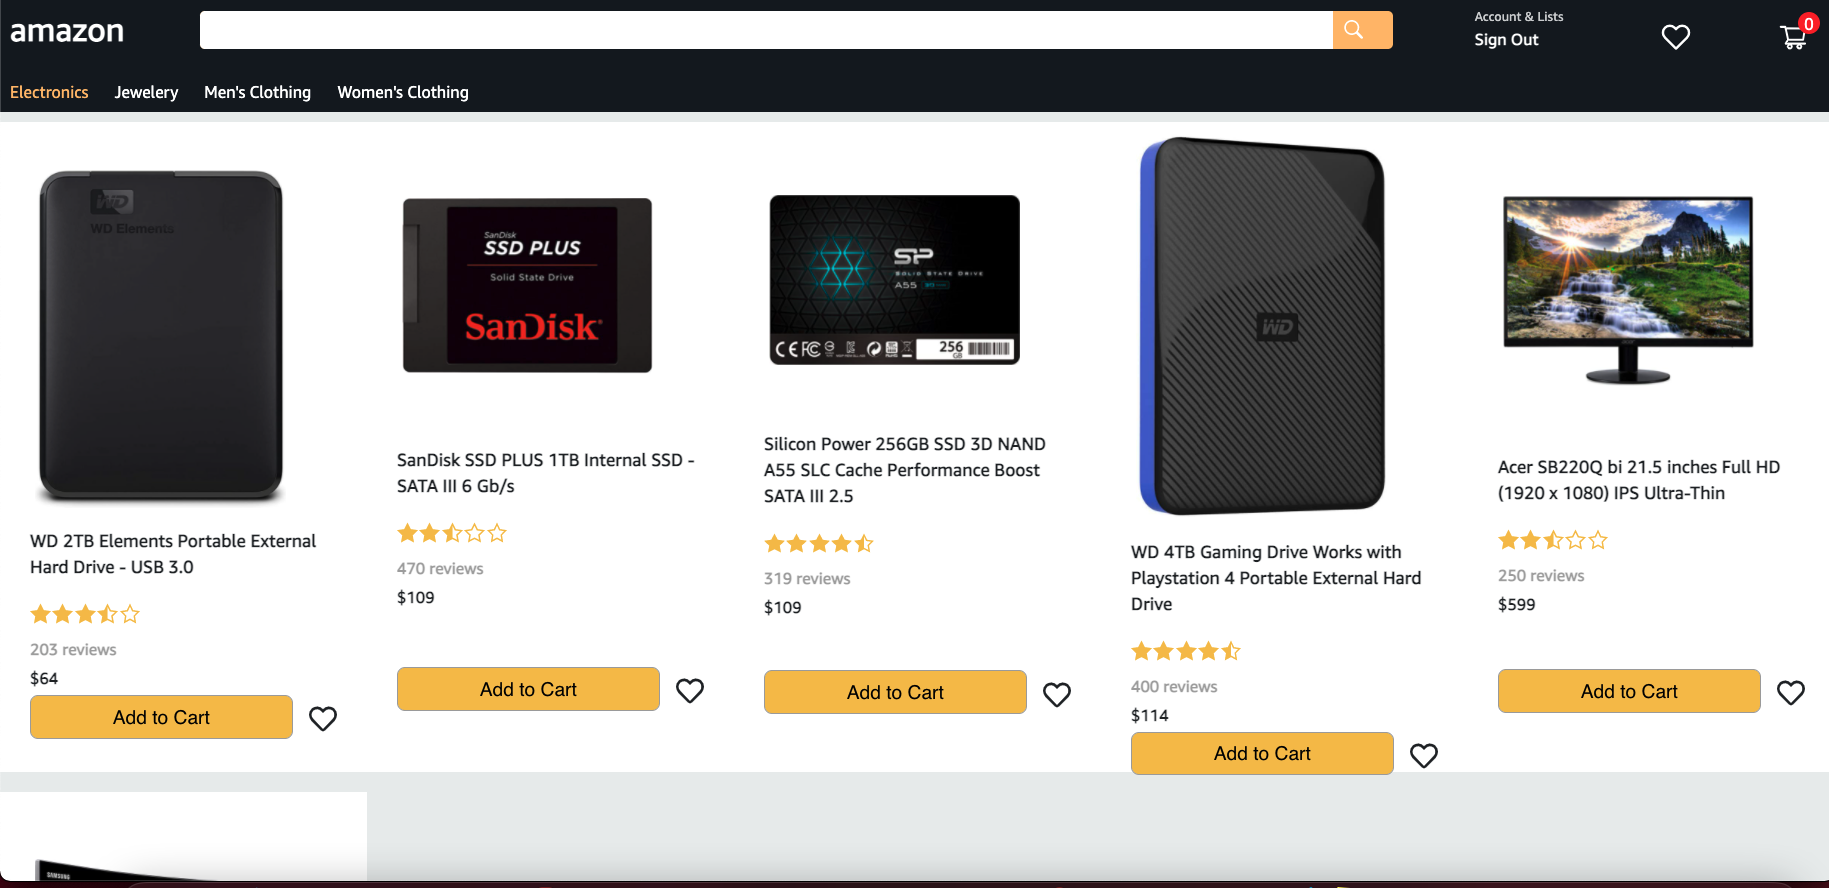 amazon
Account & Lists
Sign Out
0
Electronics
Jewelery
Men's Clothing
Women's Clothing
WD
WD Elements
WD 2TB Elements Portable External
Hard Drive - USB 3.0
203 reviews
$64
Add to Cart
SanDisk
SSD PLUS
Solid State Drive
SanDisk
SanDisk SSD PLUS 1TB Internal SSD -
SATA III 6 Gb/s
470 reviews
$109
Add to Cart
SP
SOLID STATE DRIVE
A55
256
GB
Silicon Power 256GB SSD 3D NAND
A55 SLC Cache Performance Boost
SATA III 2.5
319 reviews
$109
Add to Cart
WD
WD 4TB Gaming Drive Works with
Playstation 4 Portable External Hard
Drive
400 reviews
$114
Add to Cart
Acer SB220Q bi 21.5 inches Full HD
(1920 x 1080) IPS Ultra-Thin
250 reviews
$599
Add to Cart
SAMSUNG